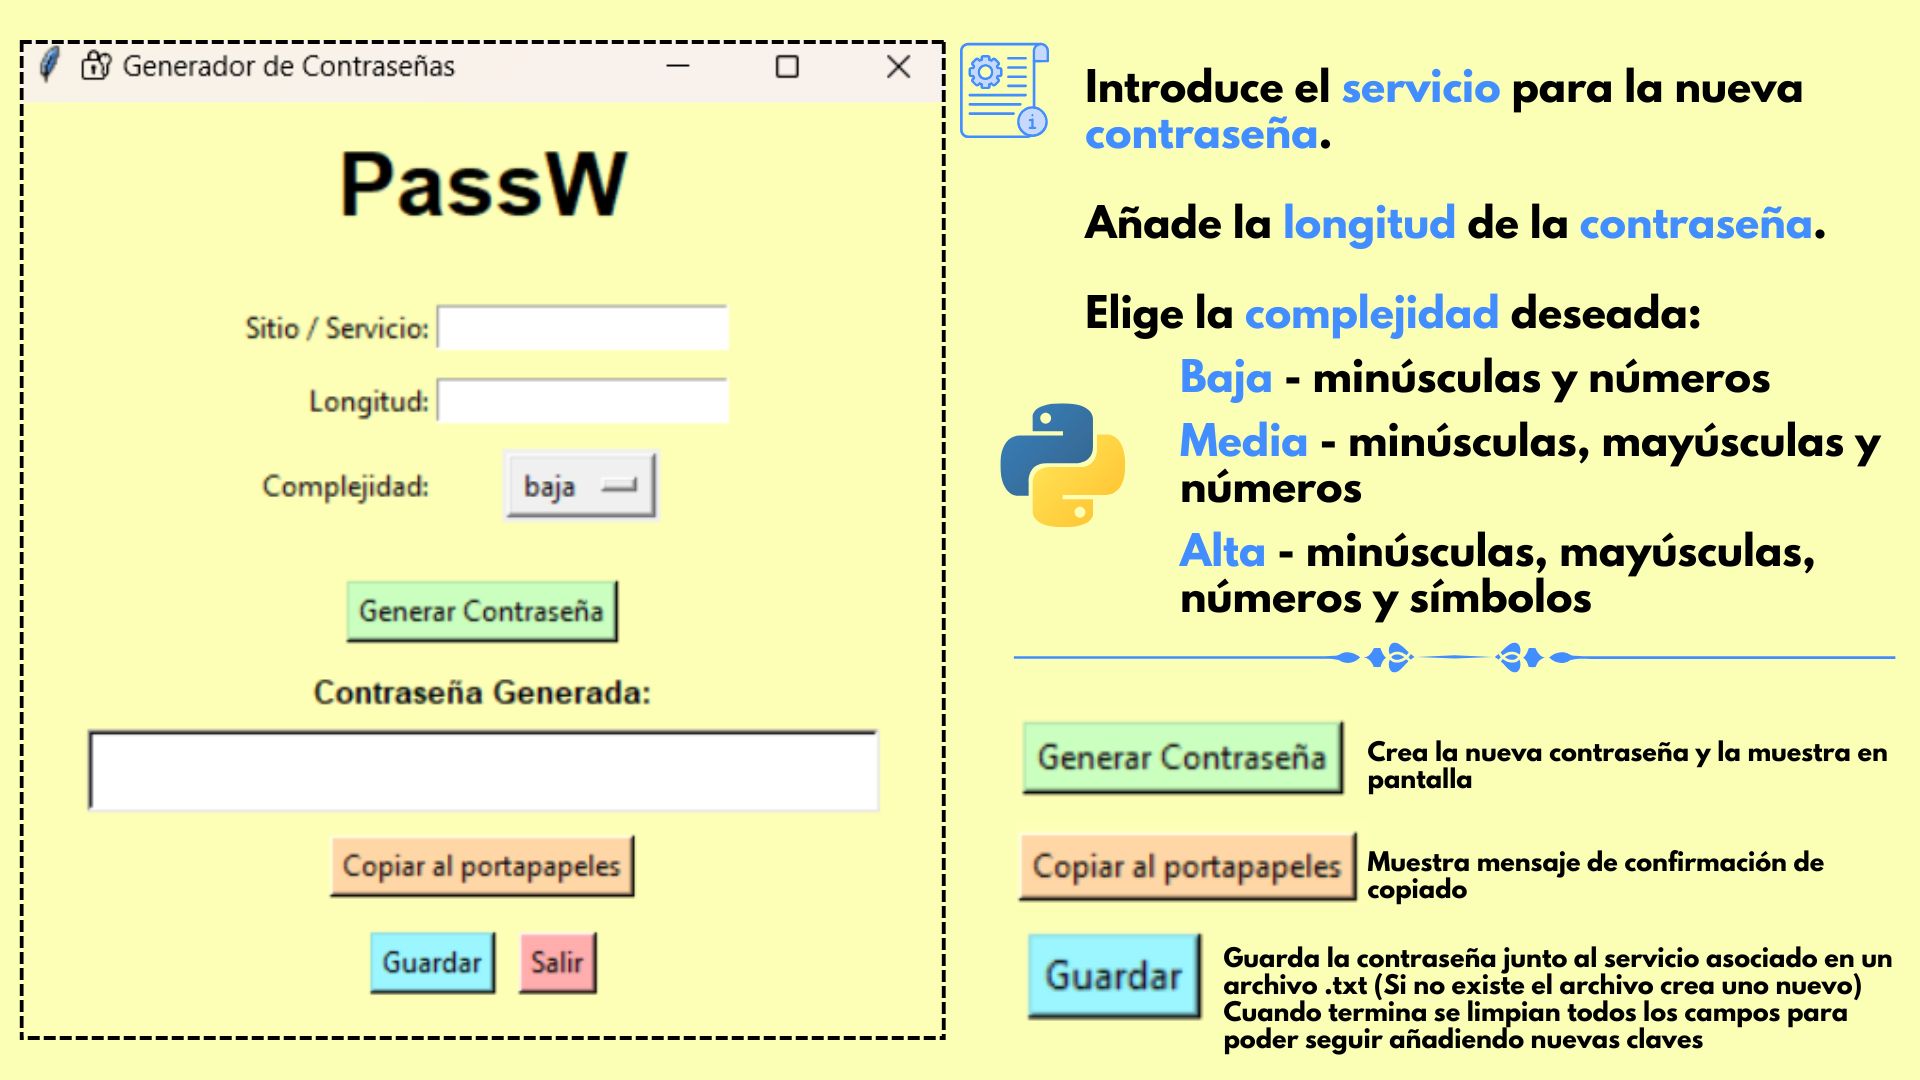 Generador de Contraseñas
PassW
Sitio / Servicio:
Longitud:
Complejidad:
baja
Generar Contraseña
Contraseña Generada:
Copiar al portapapeles
Guardar
Salir
Introduce el servicio para la nueva
contraseña.
Añade la longitud de la contraseña.
Elige la complejidad deseada:
Baja - minúsculas y números
Media - minúsculas, mayúsculas y
números
Alta - minúsculas, mayúsculas,
números y símbolos
Generar Contraseña
Crea la nueva contraseña y la muestra en
pantalla
Copiar al portapapeles
Muestra mensaje de confirmación de
copiado
Guardar
Guarda la contraseña junto al servicio asociado en un
archivo .txt (Si no existe el archivo crea uno nuevo)
Cuando termina se limpian todos los campos para
poder seguir añadiendo nuevas claves